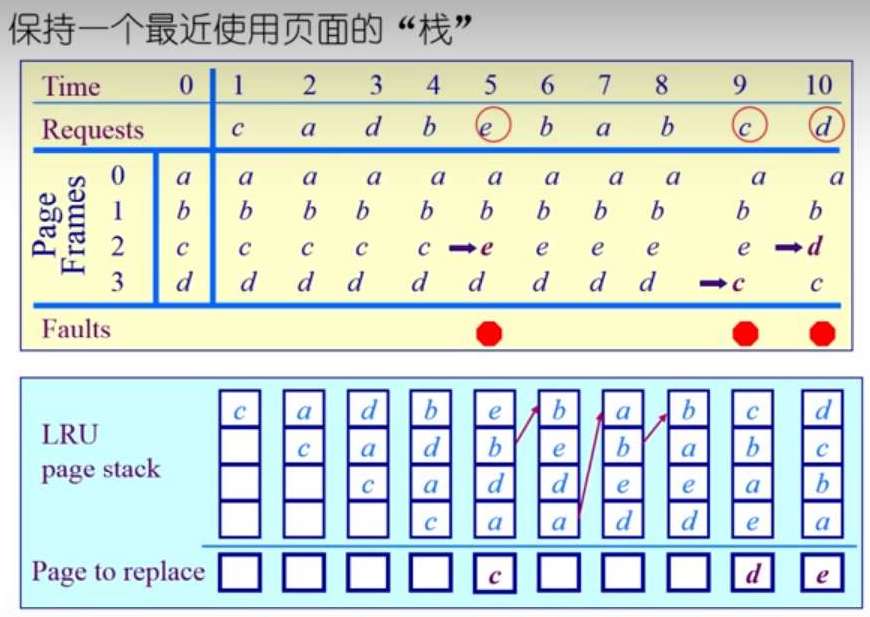 保持一个最近使用页面的“栈”
Time 0 1 2 3 4 5 6 7 8 9 10
Requests c a d b e b a b c d
Page Frames
0 a a a a a a a a a a a
1 b b b b b b b b b b b
2 c c c c c e e e e e d
3 d d d d d d d d d c c
Faults
LRU page stack
c a d b e b a b c d
c a d b e b a b c
c a d d e e a b
c a a d d e a
Page to replace c d e